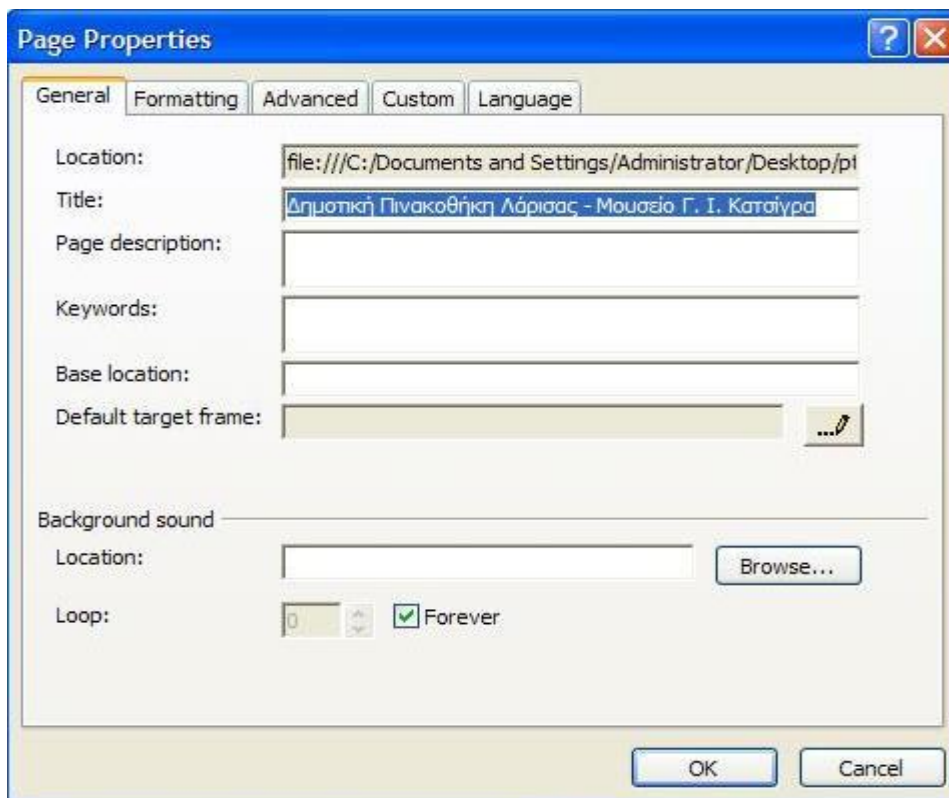 Page Properties
General Formatting Advanced Custom Language
Location: file:///C:/Documents and Settings/Administrator/Desktop/pt
Title: Δημοτική Πινακοθήκη Λάρισας - Μουσείο Γ. Ι. Κατσίγρα
Page description:
Keywords:
Base location:
Default target frame:
Background sound
Location: Browse...
Loop: 0 Forever
OK Cancel